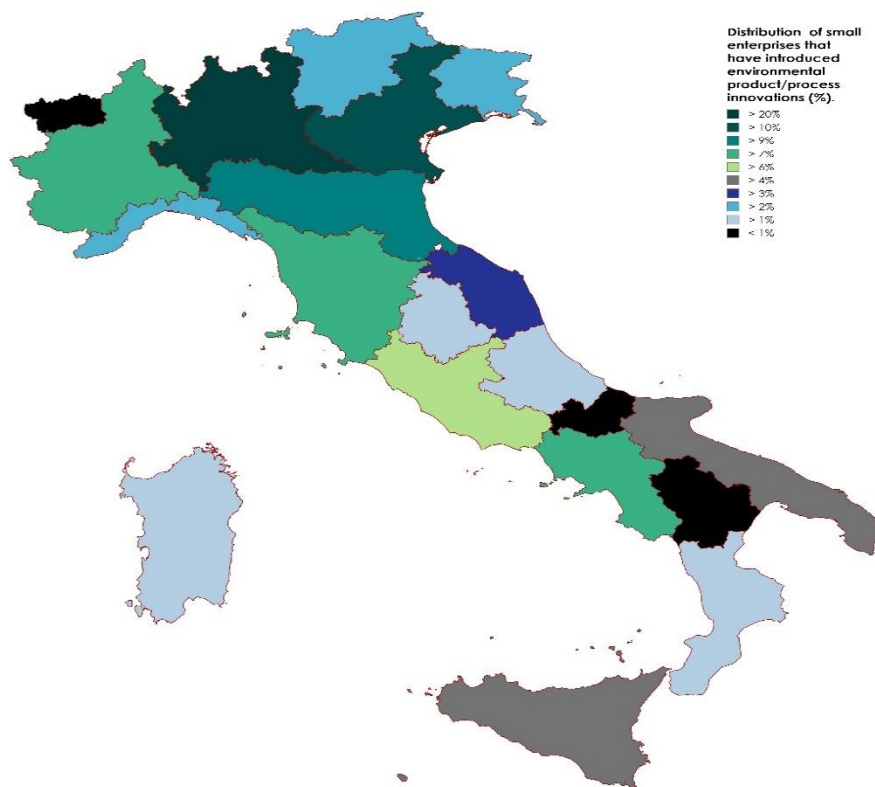 Distribution of small
enterprises that
have introduced
environmental
product/process
innovations (%).
> 20%
> 10%
> 9%
> 7%
> 6%
> 4%
> 3%
> 2%
> 1%
< 1%